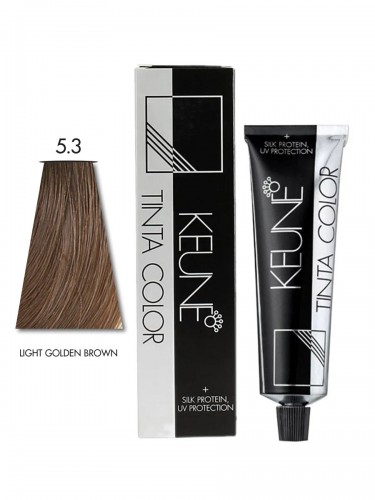 5.3
LIGHT GOLDEN BROWN
TINTA COLOR
KEUNE
+
SILK PROTEIN,
UV PROTECTION
+
SILK PROTEIN,
UV PROTECTION
KEUNE
TINTA COLOR